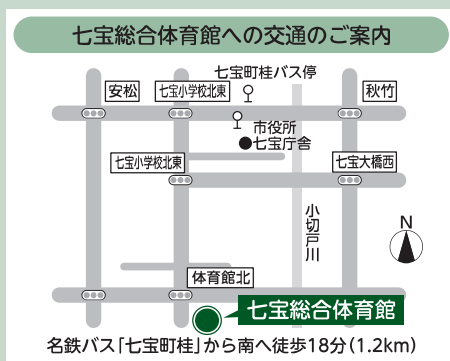 七宝総合体育館への交通のご案内
七宝町桂バス停
安松
七宝小学校北東
秋竹
市役所
七宝庁舎
七宝小学校北東
七宝大橋西
小切戸川
N
体育館北
七宝総合体育館
名鉄バス「七宝町桂」から南へ徒歩18分(1.2km)